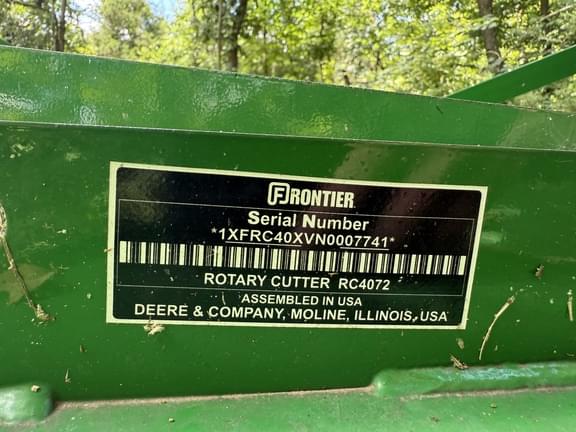 FRONTIER
Serial Number
*1XFRC40XVN0007741*
ROTARY CUTTER RC4072
ASSEMBLED IN USA
DEERE & COMPANY, MOLINE, ILLINOIS, USA